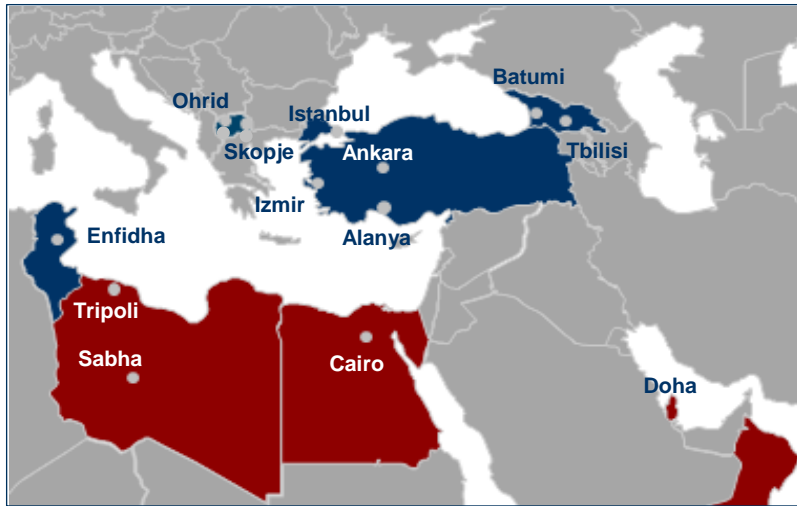 Batumi
Ohrid
Istanbul
Skopje
Ankara
Tbilisi
Izmir
Enfidha
Alanya
Tripoli
Sabha
Cairo
Doha